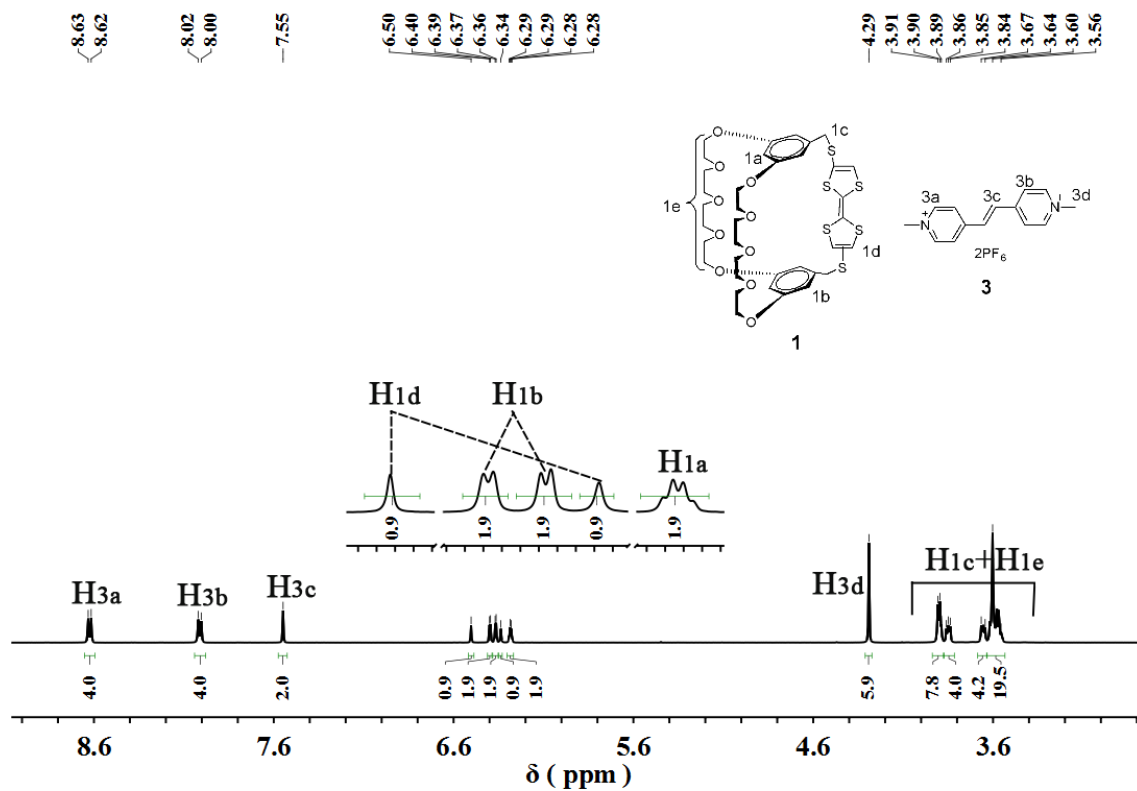 8.63 8.62 8.02 8.00 7.55 6.50 6.40 6.39 6.37 6.36 6.34 6.29 6.29 6.28 6.28 4.29 3.91 3.90 3.89 3.86 3.85 3.84 3.67 3.64 3.60 3.56
O 1c
1a S
O O
S S 3b
3a 3c 3d
1e O O N
S S N+
O O 2PF6
S 1d
O O 3
1b
O
1
H1d H1b
H1a
0.9 1.9 1.9 0.9 1.9
H3a H3b H3c H3d H1c+H1e
4.0 4.0 2.0 0.9 1.9 1.9 0.9 1.9 5.9 7.8 4.0 4.2 19.5
8.6 7.6 6.6 5.6 4.6 3.6
δ ( ppm )